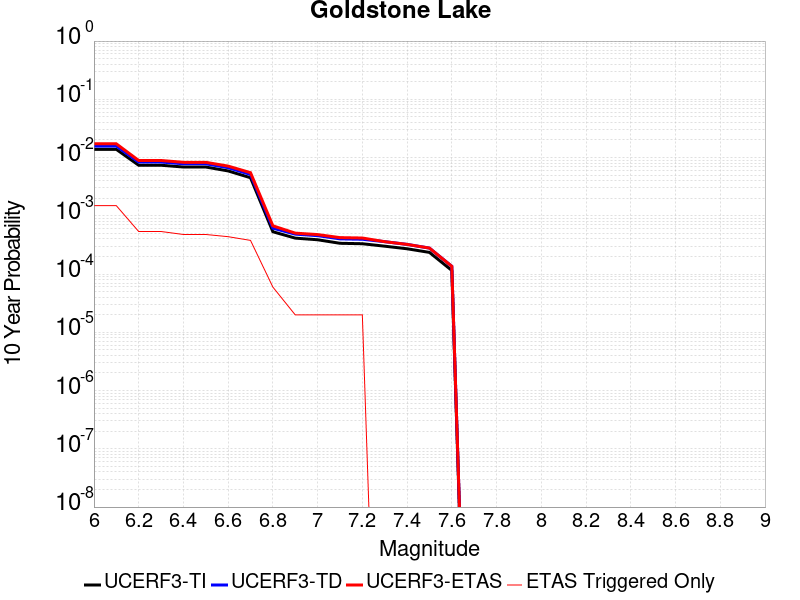 Goldstone Lake
10 0
10 -1
10 -2
10 -3
10 -4
10 -5
10 -6
10 -7
10 -8
10 Year Probability
6 6.2 6.4 6.6 6.8 7 7.2 7.4 7.6 7.8 8 8.2 8.4 8.6 8.8 9
Magnitude
UCERF3-TI UCERF3-TD UCERF3-ETAS ETAS Triggered Only